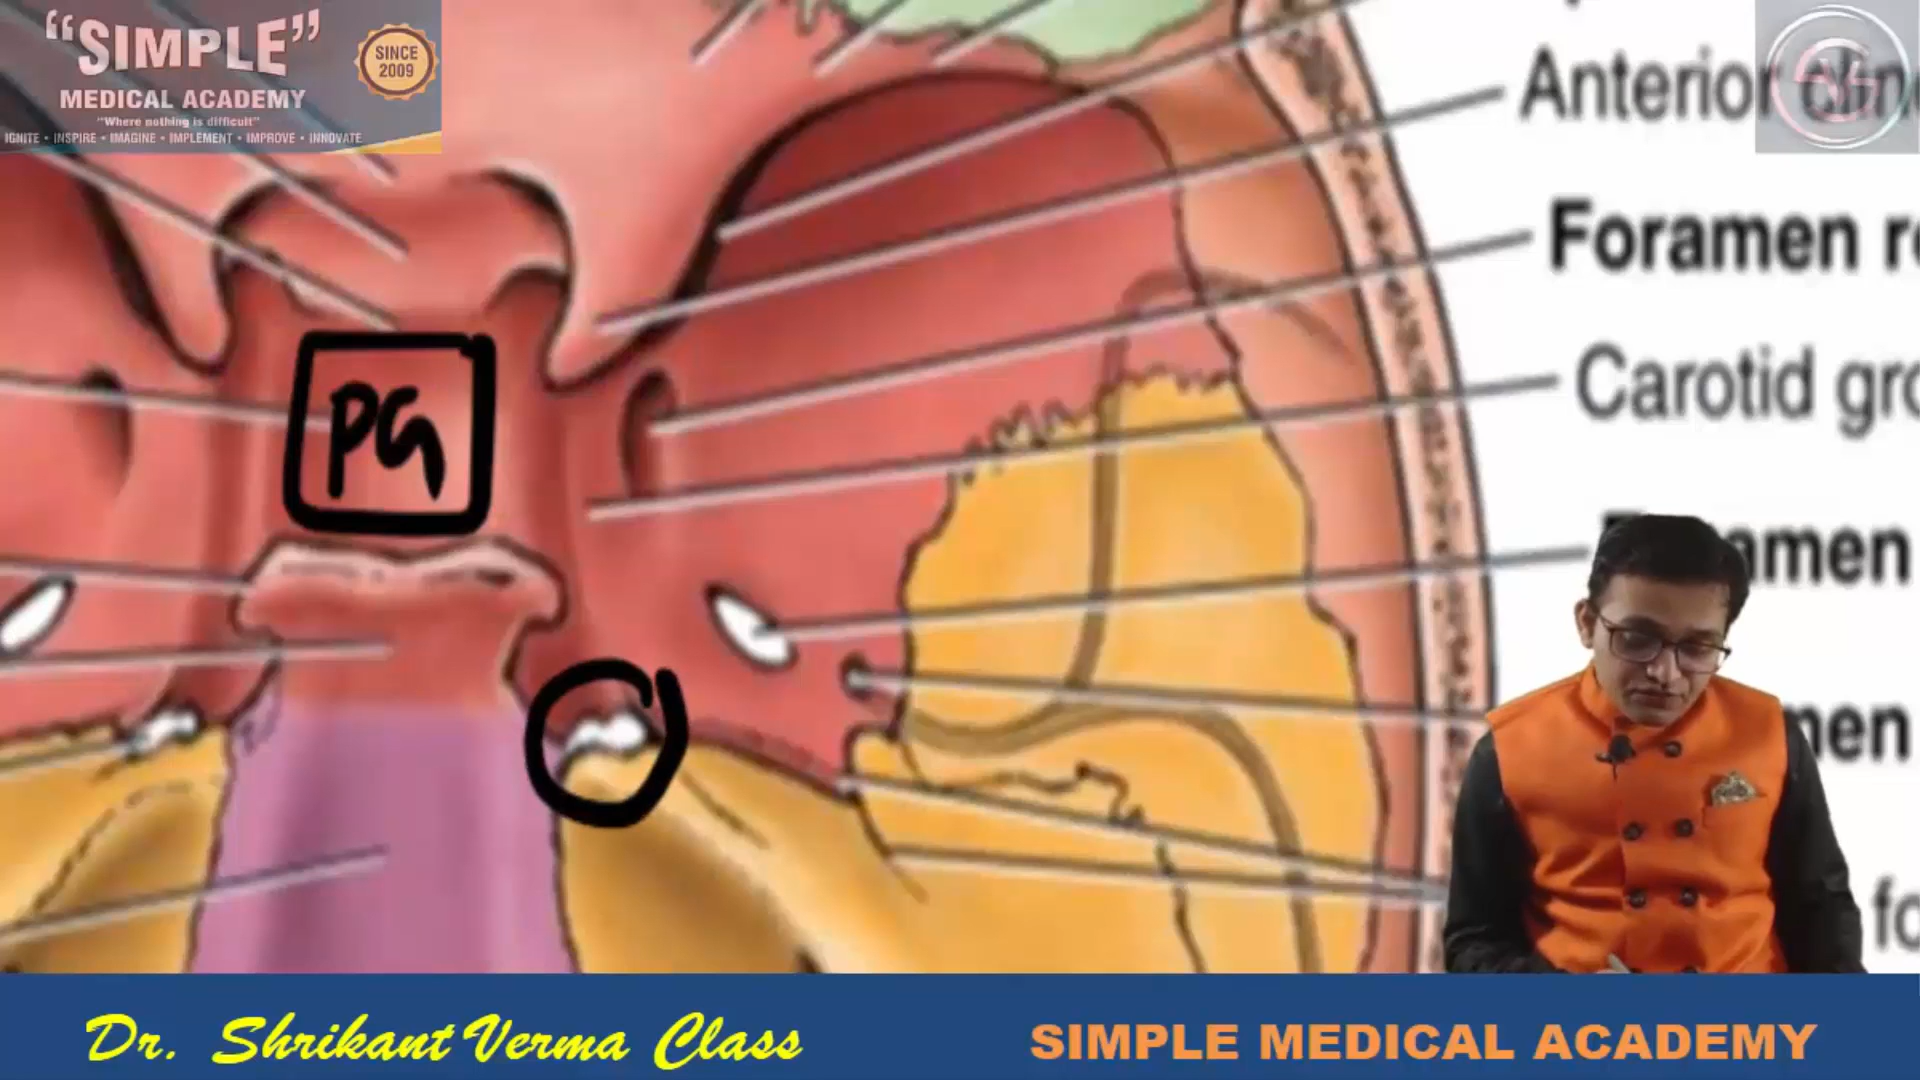 “SIMPLE”
MEDICAL ACADEMY
"Where nothing is difficult"
IGNITE • INSPIRE • IMAGINE • IMPLEMENT • IMPROVE • INNOVATE
SINCE
2009
Anterior
Foramen
Carotid
PG
Dr. Shrikant Verma Class
SIMPLE MEDICAL ACADEMY